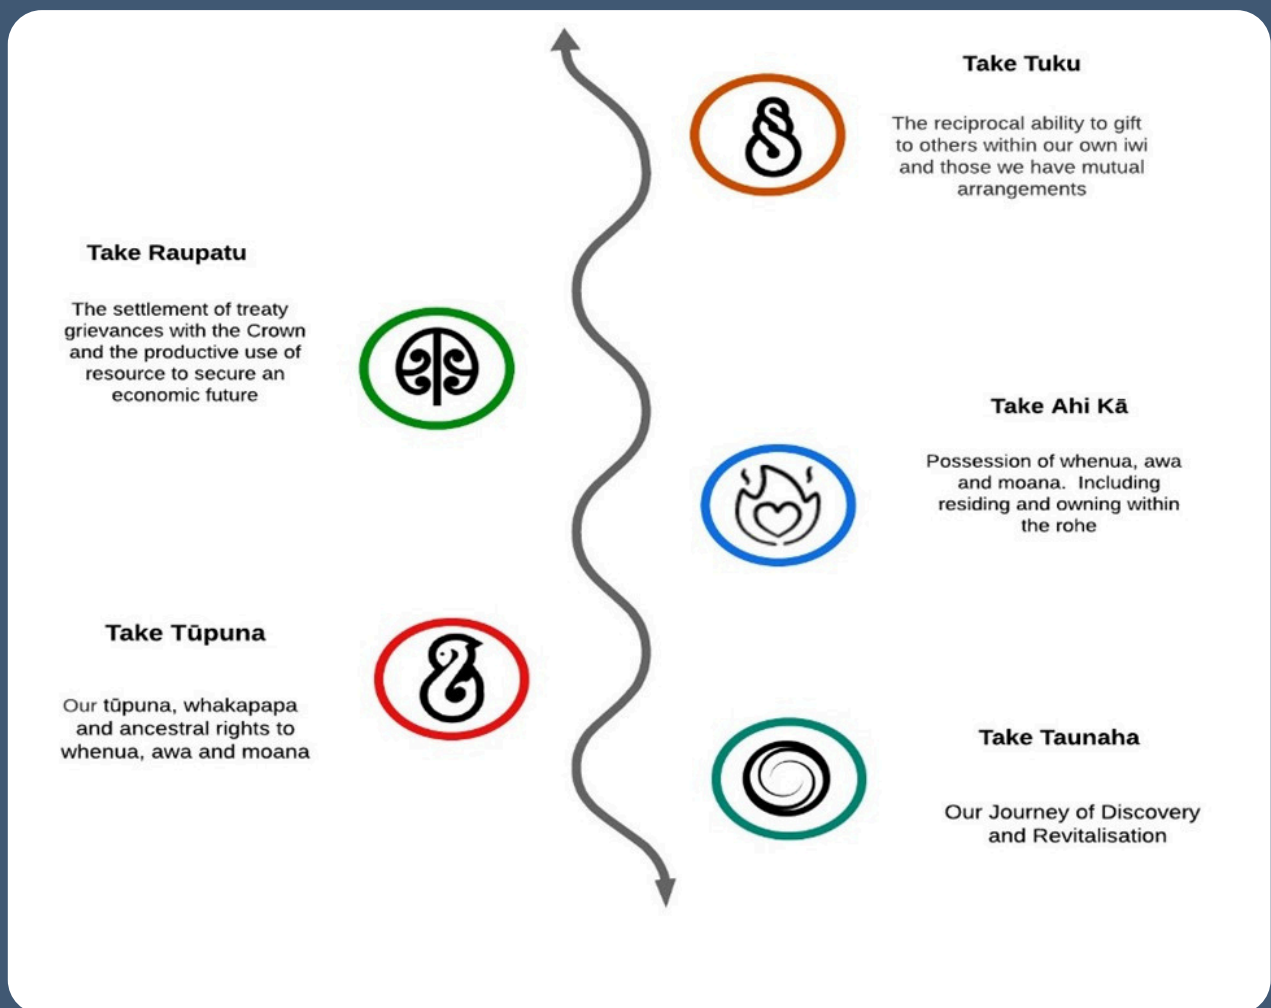 Take Tuku
The reciprocal ability to gift
to others within our own iwi
and those we have mutual
arrangements
Take Raupatu
The settlement of treaty
grievances with the Crown
and the productive use of
resource to secure an
economic future
Take Ahi Kā
Possession of whenua, awa
and moana.  Including
residing and owning within
the rohe
Take Tūpuna
Our tūpuna, whakapapa
and ancestral rights to
whenua, awa and moana
Take Taunaha
Our Journey of Discovery
and Revitalisation